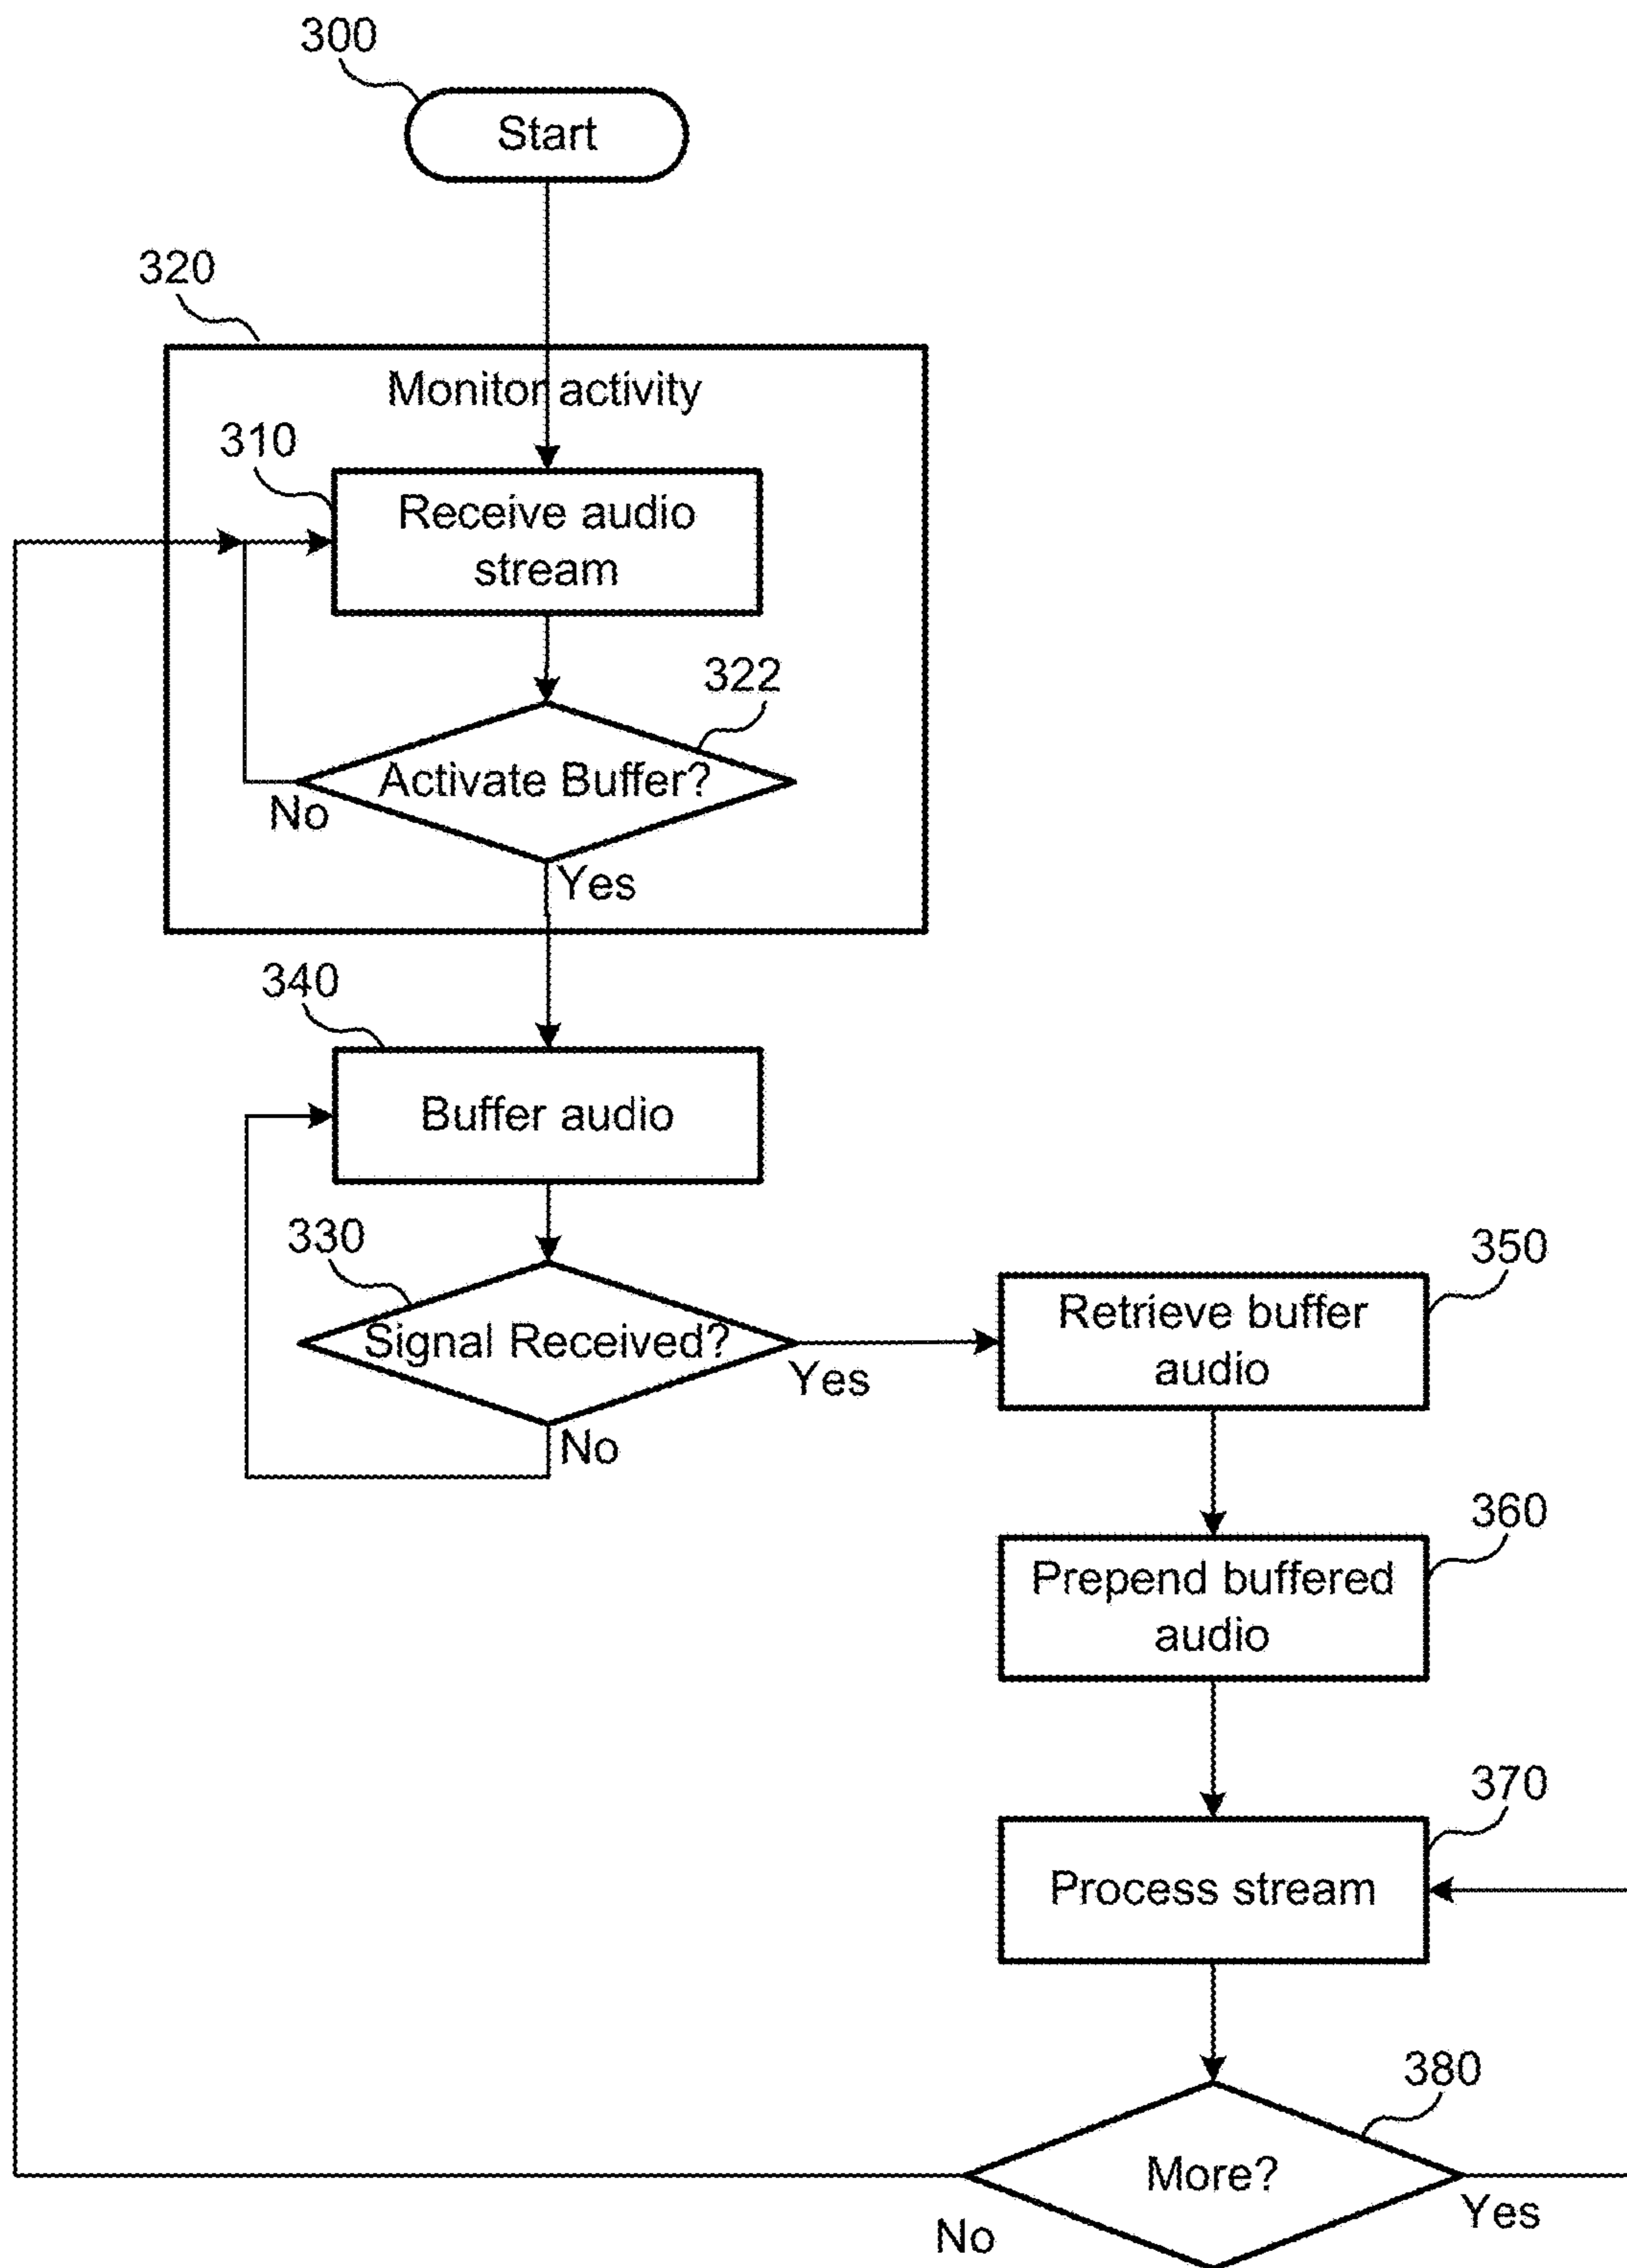 300
Start
320
Monitor activity
310
Receive audio
stream
322
Activate Buffer?
No
Yes
340
Buffer audio
330
Signal Received?
Yes
No
350
Retrieve buffer
audio
360
Prepend buffered
audio
370
Process stream
380
More?
Yes
No